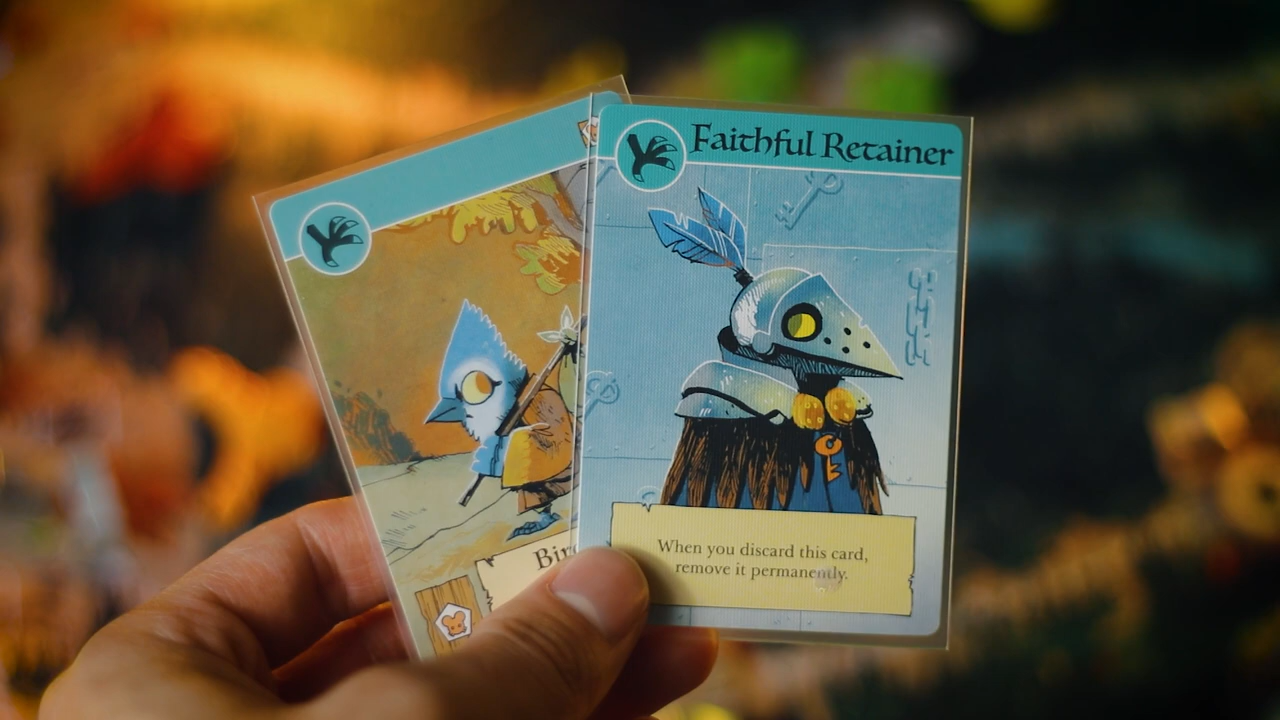 Faithful Retainer
When you discard this card,
remove it permanently.